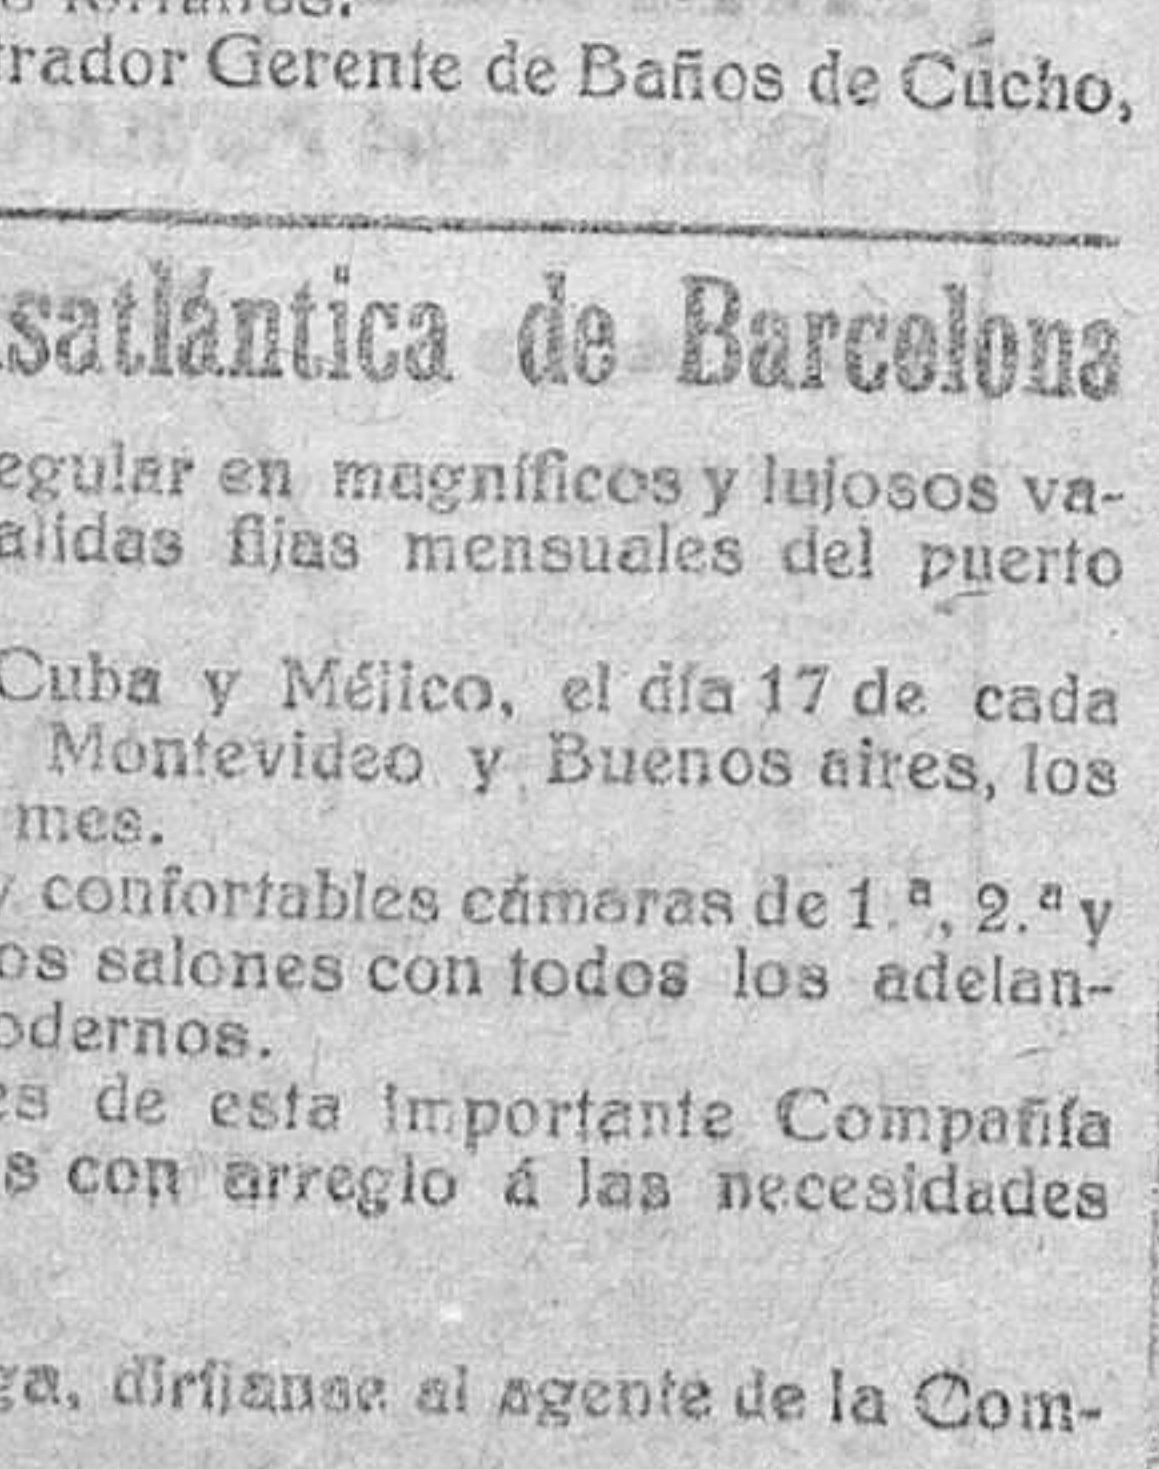 trador Gerente de Baños de Cúcho,
satlántica de Barcelona
egular en magníficos y lujosos va-
alidas fijas mensuales del puerto
Cuba y Méjico, el día 17 de cada
Montevideo y Buenos aires, los
mes.
y confortables cámaras de 1.ª, 2.ª y
os salones con todos los adelan-
odernos.
es de esta importante Compañía
s con arreglo á las necesidades
ga, diríjanse al agente de la Com-